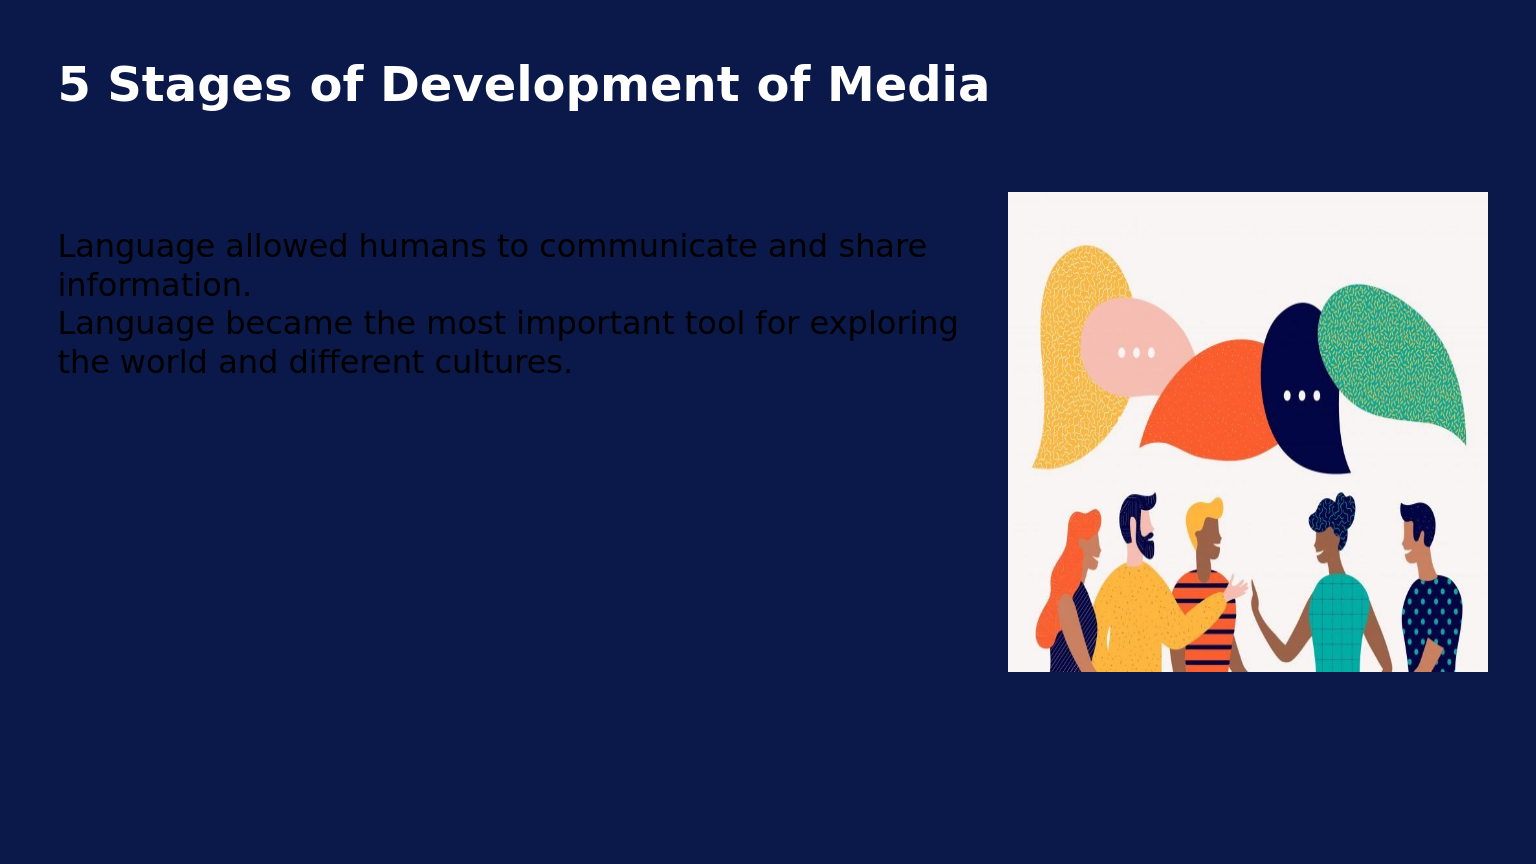 5 Stages of Development of Media
Language allowed humans to communicate and share
information.
Language became the most important tool for exploring
the world and different cultures.